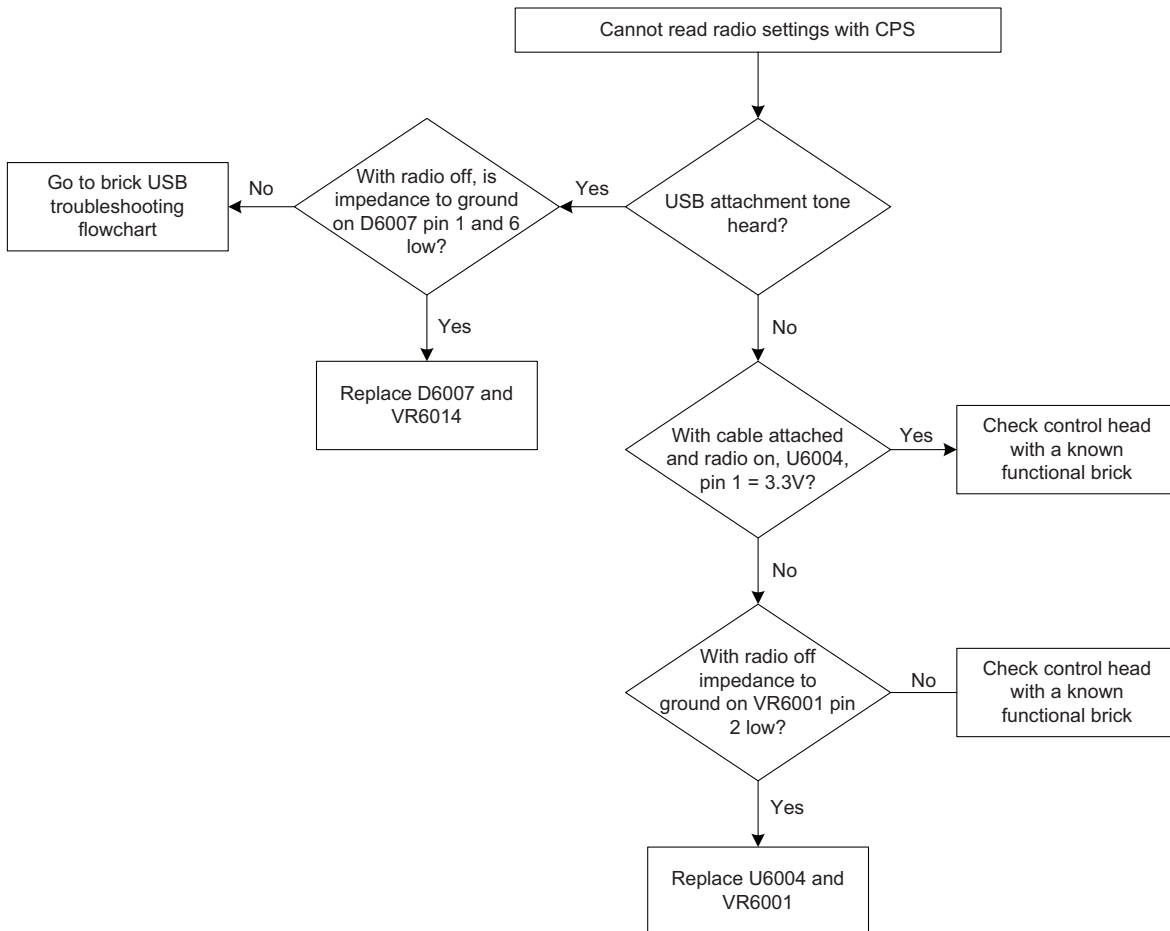 Cannot read radio settings with CPS
USB attachment tone
heard?
Yes
With radio off, is
impedance to ground
on D6007 pin 1 and 6
low?
No
Go to brick USB
troubleshooting
flowchart
Yes
Replace D6007 and
VR6014
No
With cable attached
and radio on, U6004,
pin 1 = 3.3V?
Yes
Check control head
with a known
functional brick
No
With radio off
impedance to
ground on VR6001 pin
2 low?
No
Check control head
with a known
functional brick
Yes
Replace U6004 and
VR6001